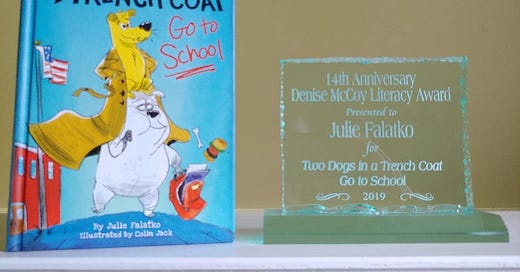 TRENCH COAT
Go to
School
By Julie Falatko
Illustrated by Colin Jack
14th Anniversary
Denise McCoy Literacy Award
Presented to
Julie Falatko
for
Two Dogs in a Trench Coat
Go to School
2019